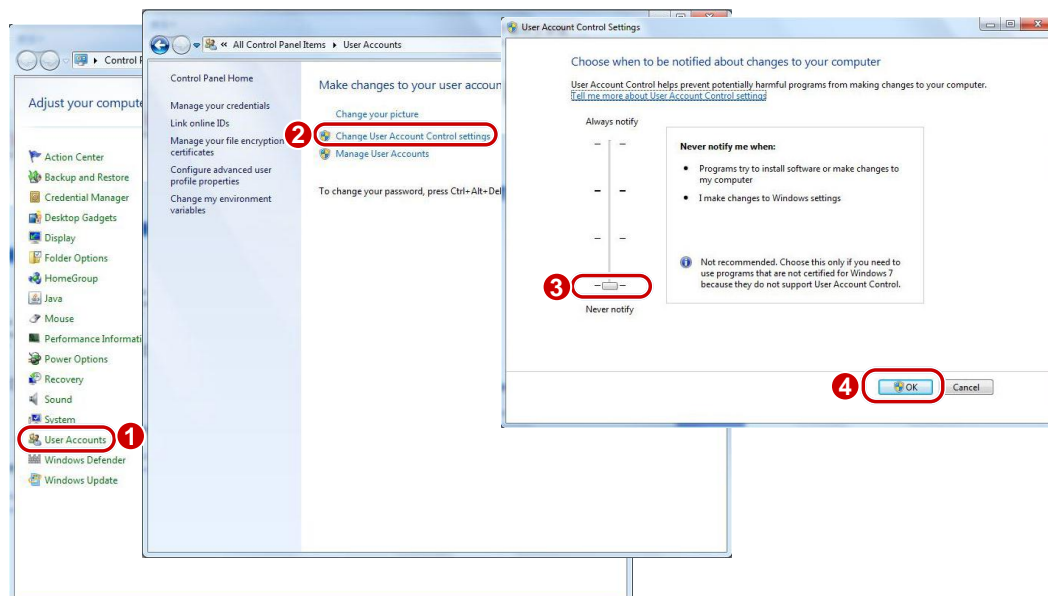 Control P
Adjust your compute
Action Center
Backup and Restore
Credential Manager
Desktop Gadgets
Display
Folder Options
HomeGroup
Java
Mouse
Performance Informati
Power Options
Recovery
Sound
System
User Accounts
1
Windows Defender
Windows Update
« All Control Panel Items
User Accounts
Control Panel Home
Manage your credentials
Link online IDs
Manage your file encryption
certificates
Configure advanced user
profile properties
Change my environment
variables
Make changes to your user accoun
Change your picture
2
Change User Account Control settings
Manage User Accounts
To change your password, press Ctrl+Alt+Del
User Account Control Settings
Choose when to be notified about changes to your computer
User Account Control helps prevent potentially harmful programs from making changes to your computer.
Tell me more about User Account Control settings
Always notify
Never notify me when:
• Programs try to install software or make changes to
my computer
• I make changes to Windows settings
Not recommended. Choose this only if you need to
use programs that are not certified for Windows 7
because they do not support User Account Control.
3
Never notify
4
OK
Cancel